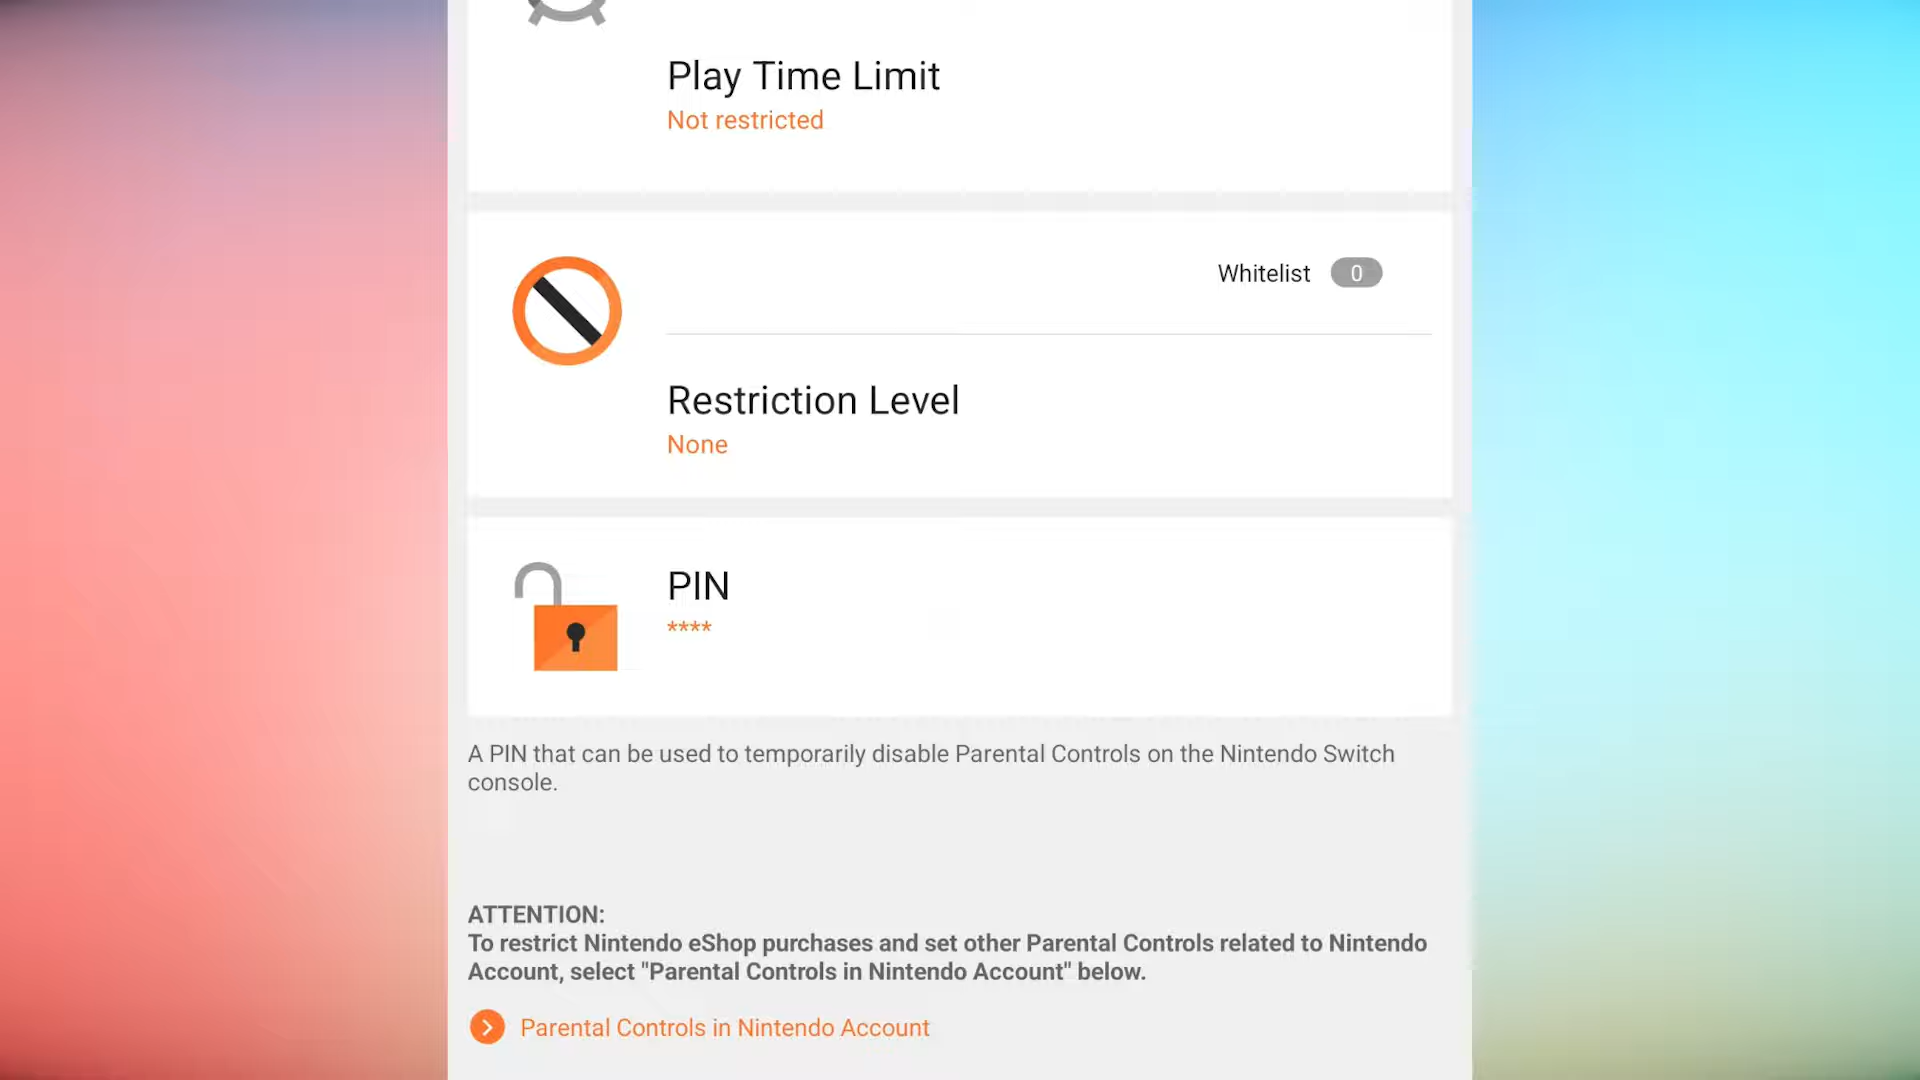 Play Time Limit
Not restricted
Whitelist 0
Restriction Level
None
PIN
****
A PIN that can be used to temporarily disable Parental Controls on the Nintendo Switch
console.
ATTENTION:
To restrict Nintendo eShop purchases and set other Parental Controls related to Nintendo
Account, select "Parental Controls in Nintendo Account" below.
Parental Controls in Nintendo Account